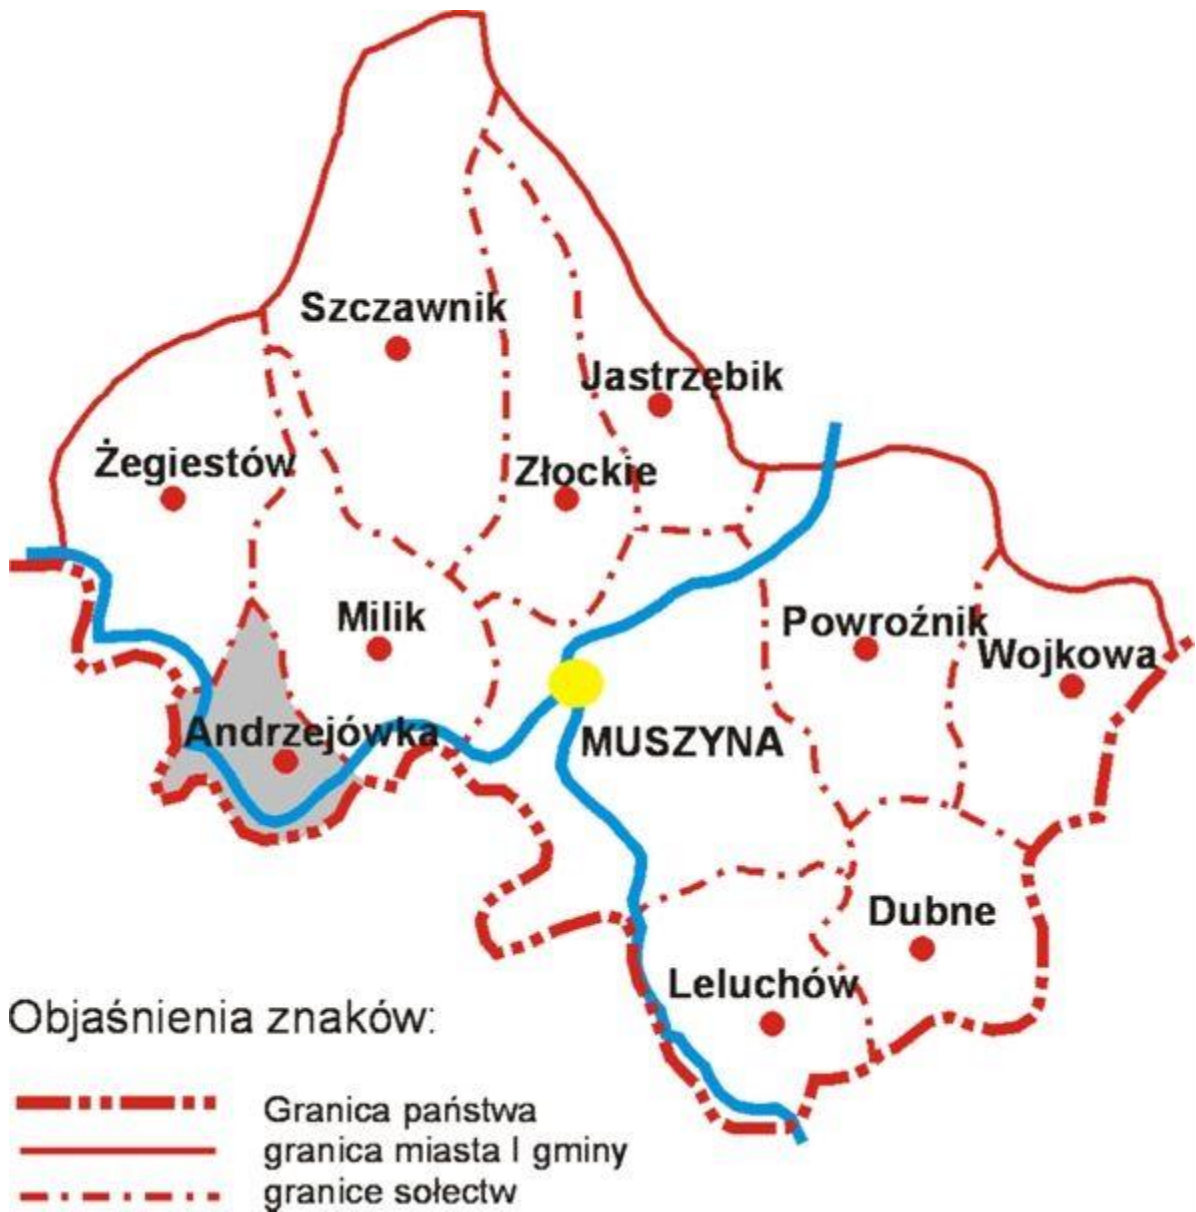 Szczawnik
Jastrzębik
Żegiestów
Złockie
Milik
Powroźnik
Wojkowa
Andrzejówka
MUSZYNA
Dubne
Leluchów
Objaśnienia znaków:
Granica państwa
granica miasta I gminy
granice sołectw